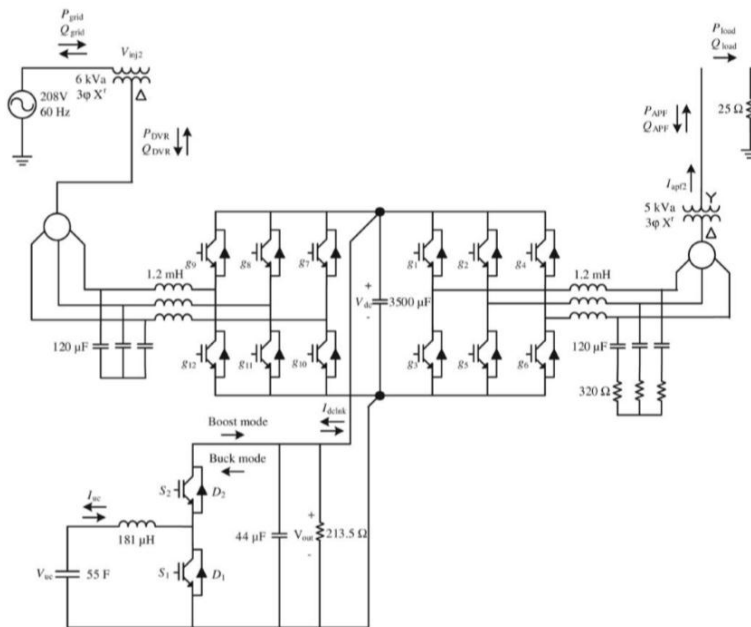 P_grid
Q_grid
V_inj2
6 kVa
3φ Xʳ
Δ
208V
60 Hz
P_DVR
Q_DVR
P_load
Q_load
25 Ω
P_APF
Q_APF
I_apf2
Y
5 kVa
3φ Xʳ
Δ
g9
g8
g7
g1
g2
g4
1.2 mH
1.2 mH
+
V_dc
3500 µF
-
120 µF
g12
g11
g10
g3
g5
g6
120 µF
320 Ω
I_dclnk
Boost mode
Buck mode
S2
D2
I_uc
181 µH
+
44 µF
V_out
213.5 Ω
-
V_uc
55 F
S1
D1